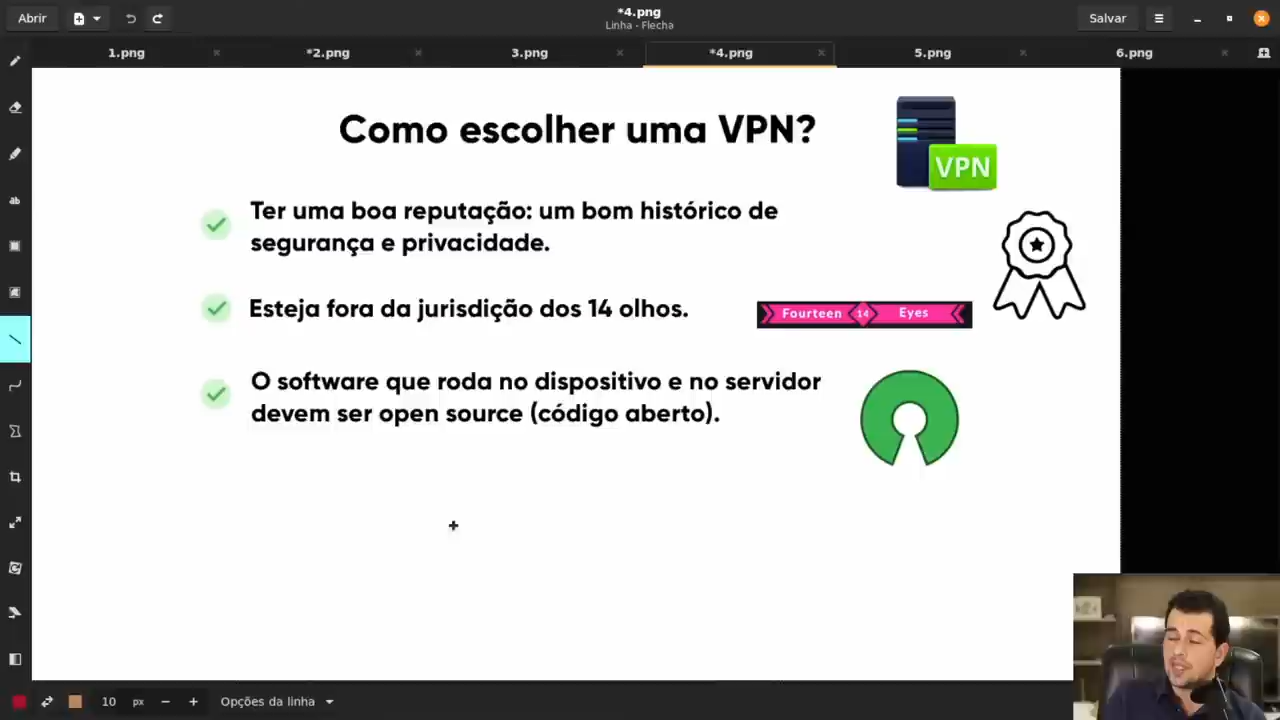 Abrir
*4.png
Linha - Flecha
Salvar
1.png
*2.png
3.png
*4.png
5.png
6.png
Como escolher uma VPN?
VPN
Ter uma boa reputação: um bom histórico de
segurança e privacidade.
Esteja fora da jurisdição dos 14 olhos.
Fourteen 14 Eyes
O software que roda no dispositivo e no servidor
devem ser open source (código aberto).
ab
10 px
Opções da linha